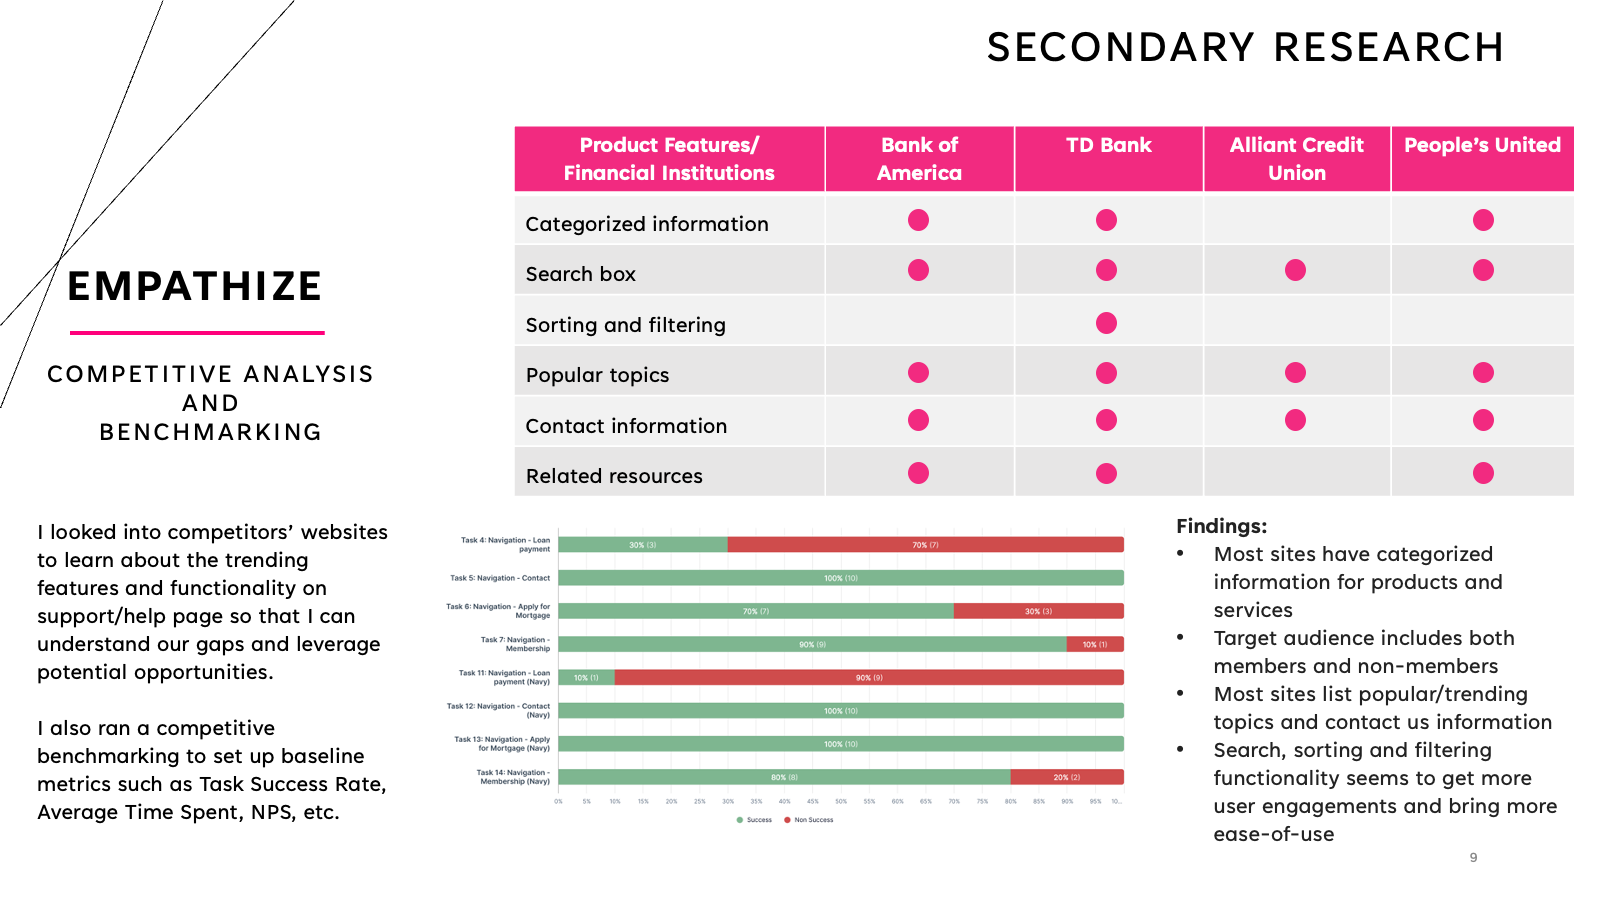 SECONDARY RESEARCH
EMPATHIZE
COMPETITIVE ANALYSIS
AND
BENCHMARKING
I looked into competitors’ websites
to learn about the trending
features and functionality on
support/help page so that I can
understand our gaps and leverage
potential opportunities.
I also ran a competitive
benchmarking to set up baseline
metrics such as Task Success Rate,
Average Time Spent, NPS, etc.
Product Features/
Financial Institutions
Bank of
America
TD Bank
Alliant Credit
Union
People’s United
Categorized information
Search box
Sorting and filtering
Popular topics
Contact information
Related resources
Task 4: Navigation - Loan
payment
30% (3)
70% (7)
Task 5: Navigation - Contact
100% (10)
Task 6: Navigation - Apply for
Mortgage
70% (7)
30% (3)
Task 7: Navigation -
Membership
90% (9)
10% (1)
Task 11: Navigation - Loan
payment (Navy)
10% (1)
90% (9)
Task 12: Navigation - Contact
(Navy)
100% (10)
Task 13: Navigation - Apply
for Mortgage (Navy)
100% (10)
Task 14: Navigation -
Membership (Navy)
80% (8)
20% (2)
0% 5% 10% 15% 20% 25% 30% 35% 40% 45% 50% 55% 60% 65% 70% 75% 80% 85% 90% 95% 10...
Success Non Success
Findings:
• Most sites have categorized
information for products and
services
• Target audience includes both
members and non-members
• Most sites list popular/trending
topics and contact us information
• Search, sorting and filtering
functionality seems to get more
user engagements and bring more
ease-of-use
9